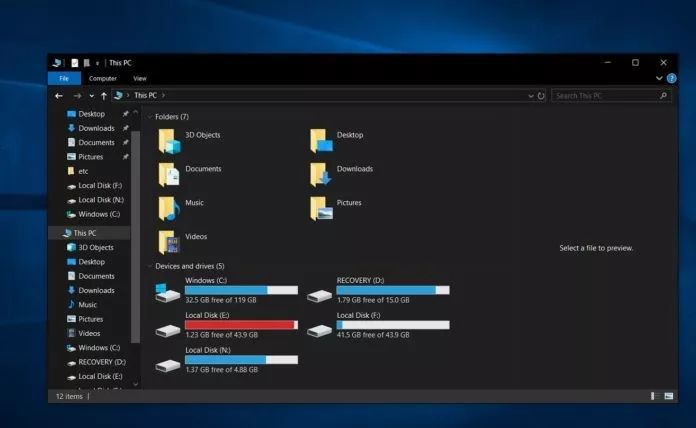 This PC
File Computer View
This PC
Search This PC
Desktop
Downloads
Documents
Pictures
etc
Local Disk (F:)
Local Disk (N:)
Windows (C:)
This PC
3D Objects
Desktop
Documents
Downloads
Music
Pictures
Videos
Windows (C:)
RECOVERY (D:)
Local Disk (E:)
Folders (7)
3D Objects
Desktop
Documents
Downloads
Music
Pictures
Videos
Devices and drives (5)
Windows (C:)
32.5 GB free of 119 GB
RECOVERY (D:)
1.79 GB free of 15.0 GB
Local Disk (E:)
1.23 GB free of 43.9 GB
Local Disk (F:)
41.5 GB free of 43.9 GB
Local Disk (N:)
1.37 GB free of 4.88 GB
Select a file to preview.
12 items